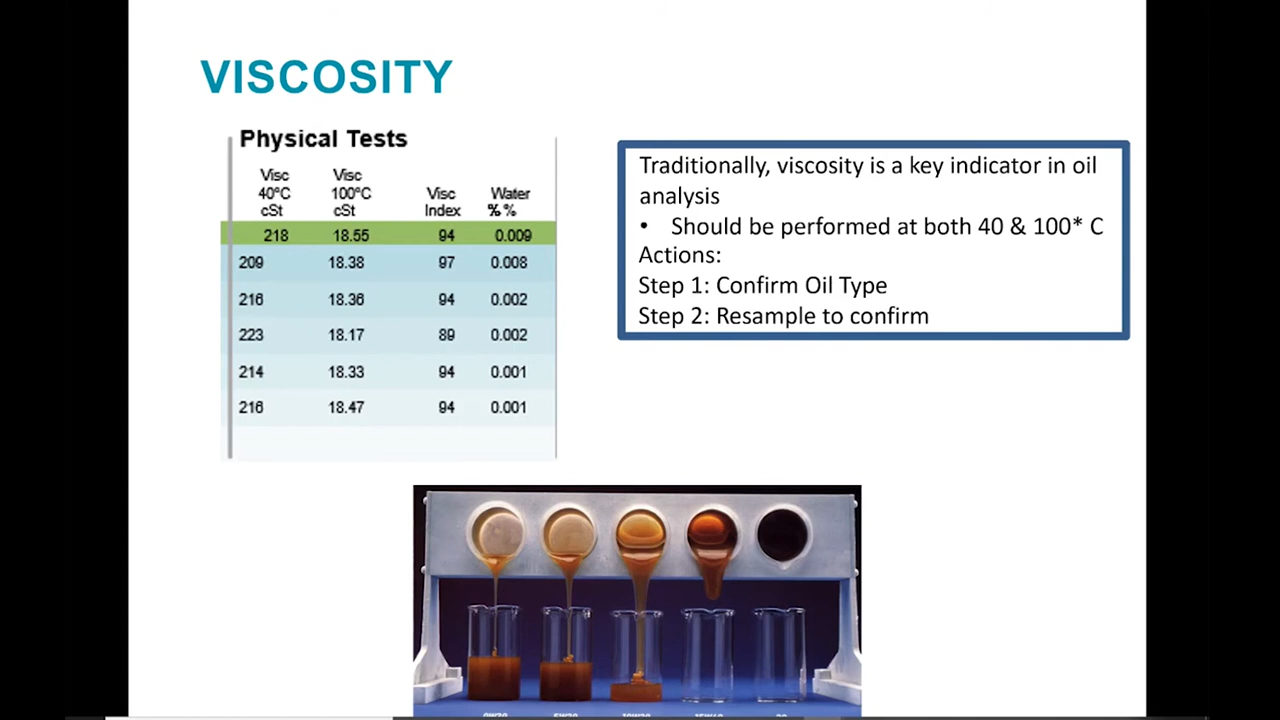 VISCOSITY
Physical Tests
Visc 40°C cSt
Visc 100°C cSt
Visc Index
Water % %
218 18.55 94 0.009
209 18.38 97 0.008
216 18.36 94 0.002
223 18.17 89 0.002
214 18.33 94 0.001
216 18.47 94 0.001
Traditionally, viscosity is a key indicator in oil
analysis
• Should be performed at both 40 & 100* C
Actions:
Step 1: Confirm Oil Type
Step 2: Resample to confirm